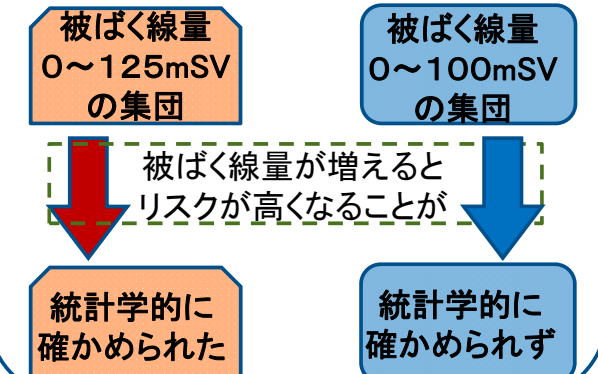 被ばく線量
０～１２５mSV
の集団
被ばく線量
０～１００mSV
の集団
被ばく線量が増えると
リスクが高くなることが
統計学的に
確かめられた
統計学的に
確かめられず